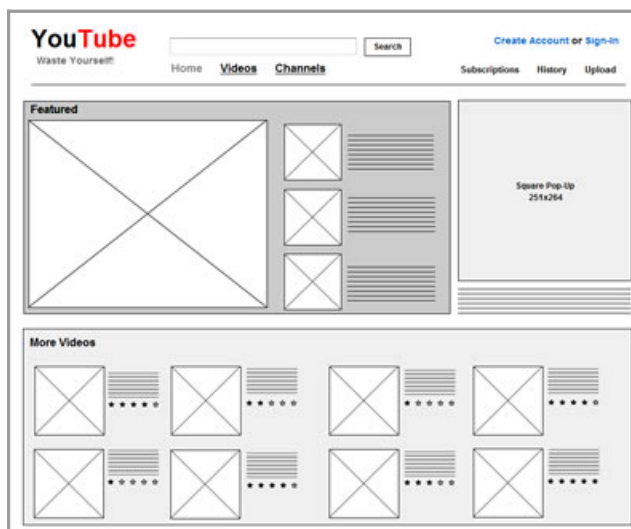 YouTube
Waste Yourself!
Search
Create Account or Sign-In
Home Videos Channels
Subscriptions History Upload
Featured
Square Pop-Up
251x264
More Videos